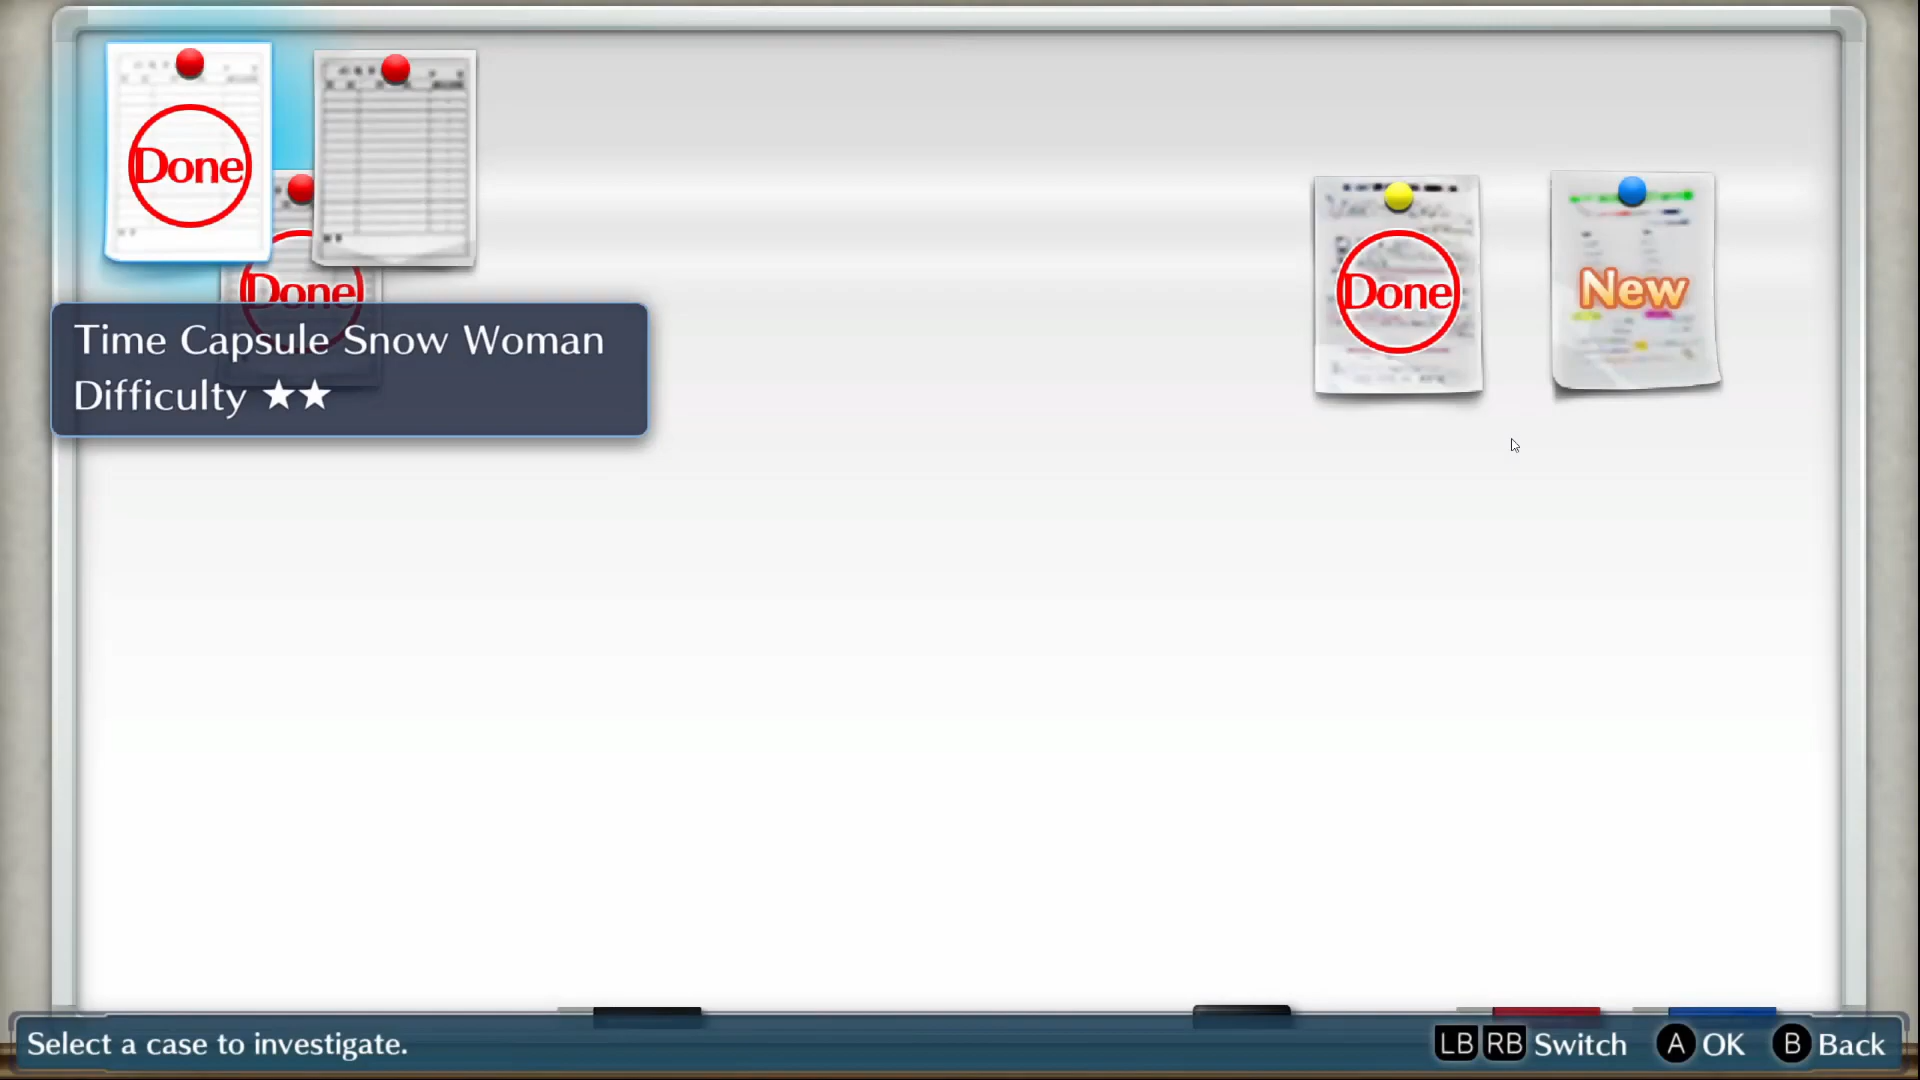 Done
Done
Time Capsule Snow Woman
Difficulty ★★
Done
New
Select a case to investigate.
LB RB Switch A OK B Back